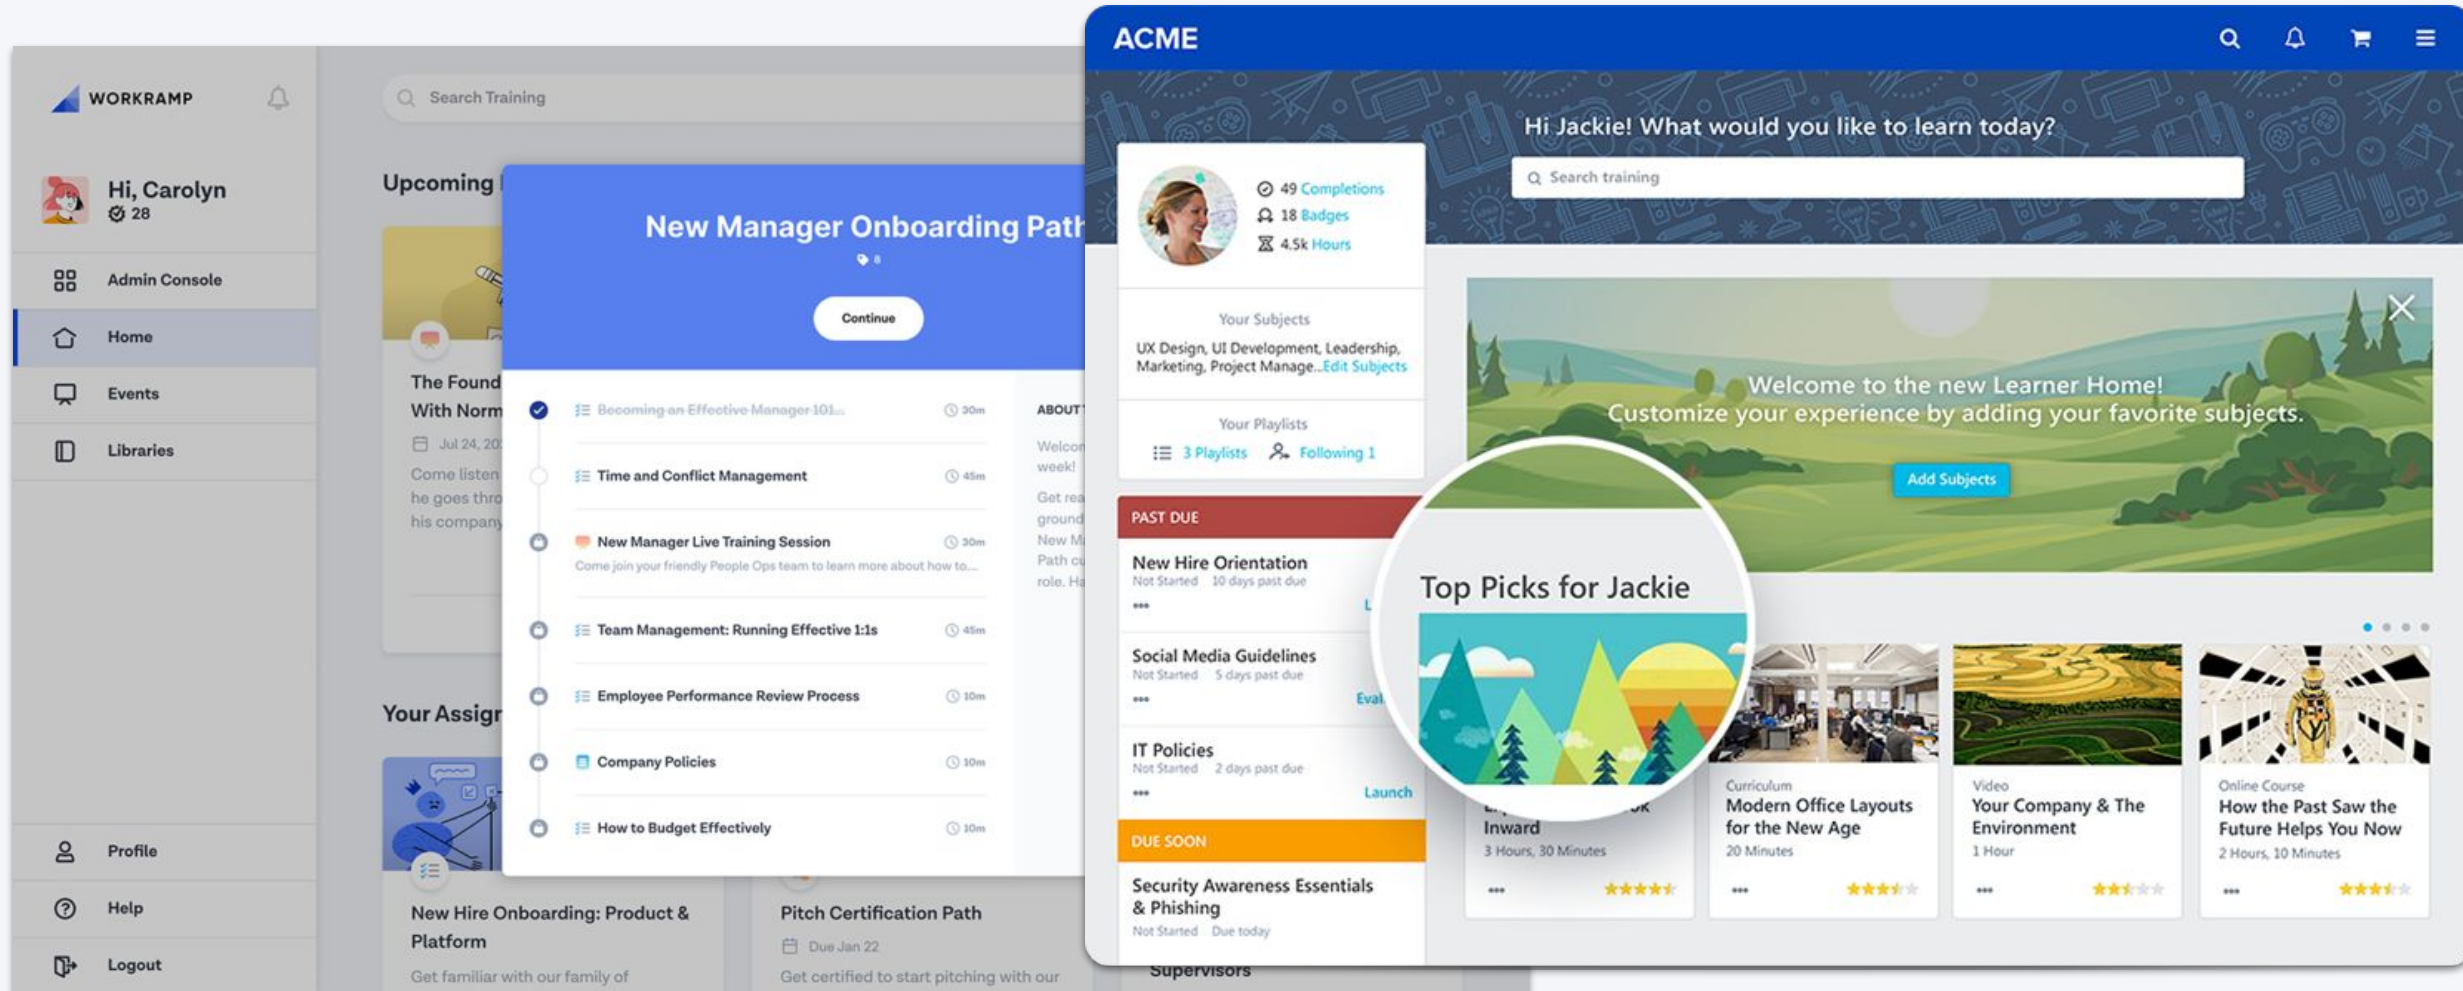 WORKRAMP
Hi, Carolyn
28
Admin Console
Home
Events
Libraries
Profile
Help
Logout
Search Training
Upcoming
The Found
With Norm
Jul 24, 20
Come listen
he goes thro
his company
Your Assign
New Hire Onboarding: Product &
Platform
Get familiar with our family of
Pitch Certification Path
Due Jan 22
Get certified to start pitching with our
Supervisors
New Manager Onboarding Path
8
Continue
Becoming an Effective Manager 101...
30m
Time and Conflict Management
45m
New Manager Live Training Session
30m
Come join your friendly People Ops team to learn more about how to....
Team Management: Running Effective 1:1s
45m
Employee Performance Review Process
10m
Company Policies
10m
How to Budget Effectively
10m
ABOUT
Welcom
week!
Get rea
ground
New Ma
Path cu
role. Ha
ACME
Hi Jackie! What would you like to learn today?
Search training
49 Completions
18 Badges
4.5k Hours
Your Subjects
UX Design, UI Development, Leadership,
Marketing, Project Manage...Edit Subjects
Your Playlists
3 Playlists Following 1
PAST DUE
New Hire Orientation
Not Started 10 days past due
Social Media Guidelines
Not Started 5 days past due
Eval
IT Policies
Not Started 2 days past due
Launch
DUE SOON
Security Awareness Essentials
& Phishing
Not Started Due today
Welcome to the new Learner Home!
Customize your experience by adding your favorite subjects.
Add Subjects
Top Picks for Jackie
Inward
3 Hours, 30 Minutes
Curriculum
Modern Office Layouts
for the New Age
20 Minutes
Video
Your Company & The
Environment
1 Hour
Online Course
How the Past Saw the
Future Helps You Now
2 Hours, 10 Minutes